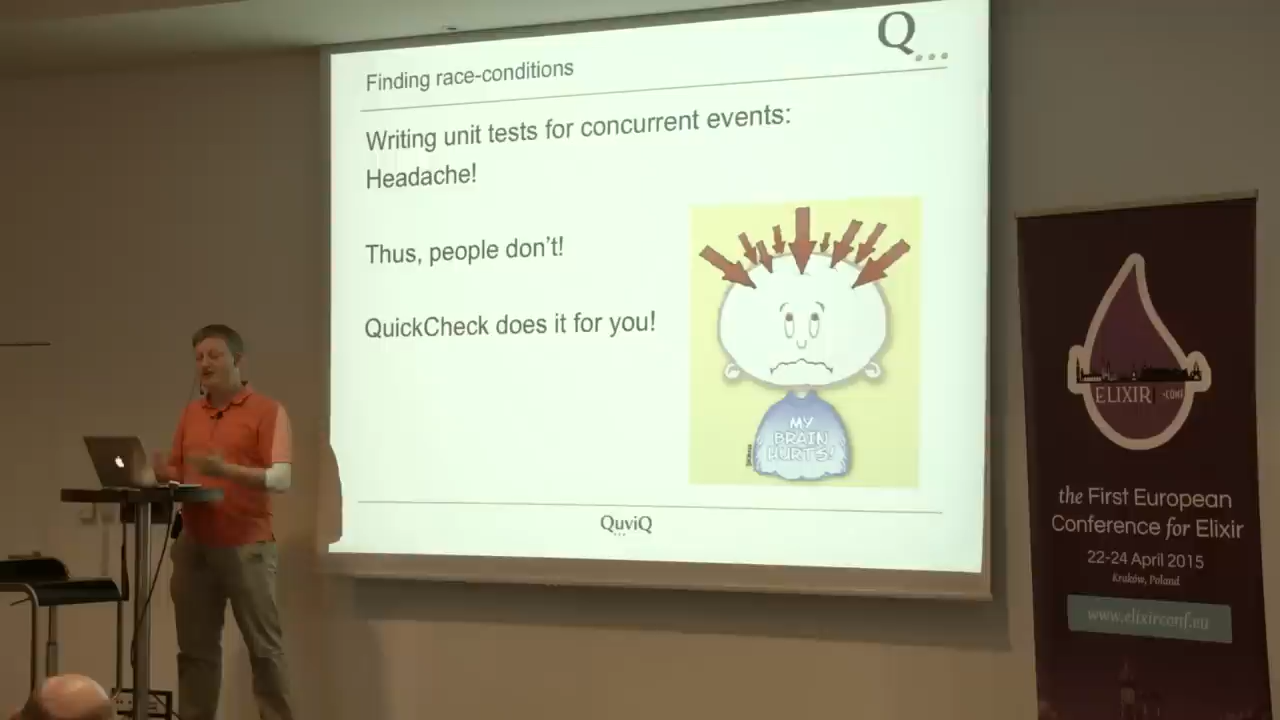 Q...
Finding race-conditions
Writing unit tests for concurrent events:
Headache!
Thus, people don't!
QuickCheck does it for you!
MY
BRAIN
HURTS!
QuviQ
...
ELIXIR
CONF
the First European
Conference for Elixir
22-24 April 2015
Kraków, Poland
www.elixirconf.eu